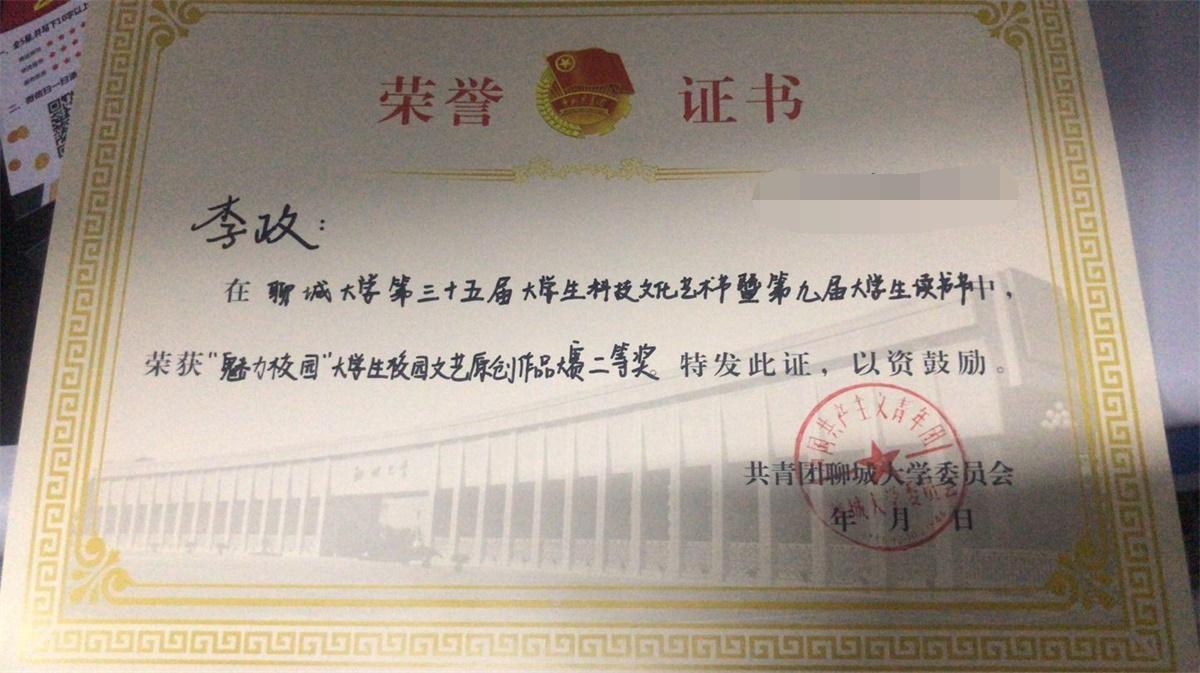 荣誉证书
李政：
在聊城大学第三十五届大学生科技文化艺术节暨第九届大学生读书节中，
荣获“魅力校园”大学生校园文艺原创作品大赛二等奖。特发此证，以资鼓励。
共青团聊城大学委员会
年 月 日